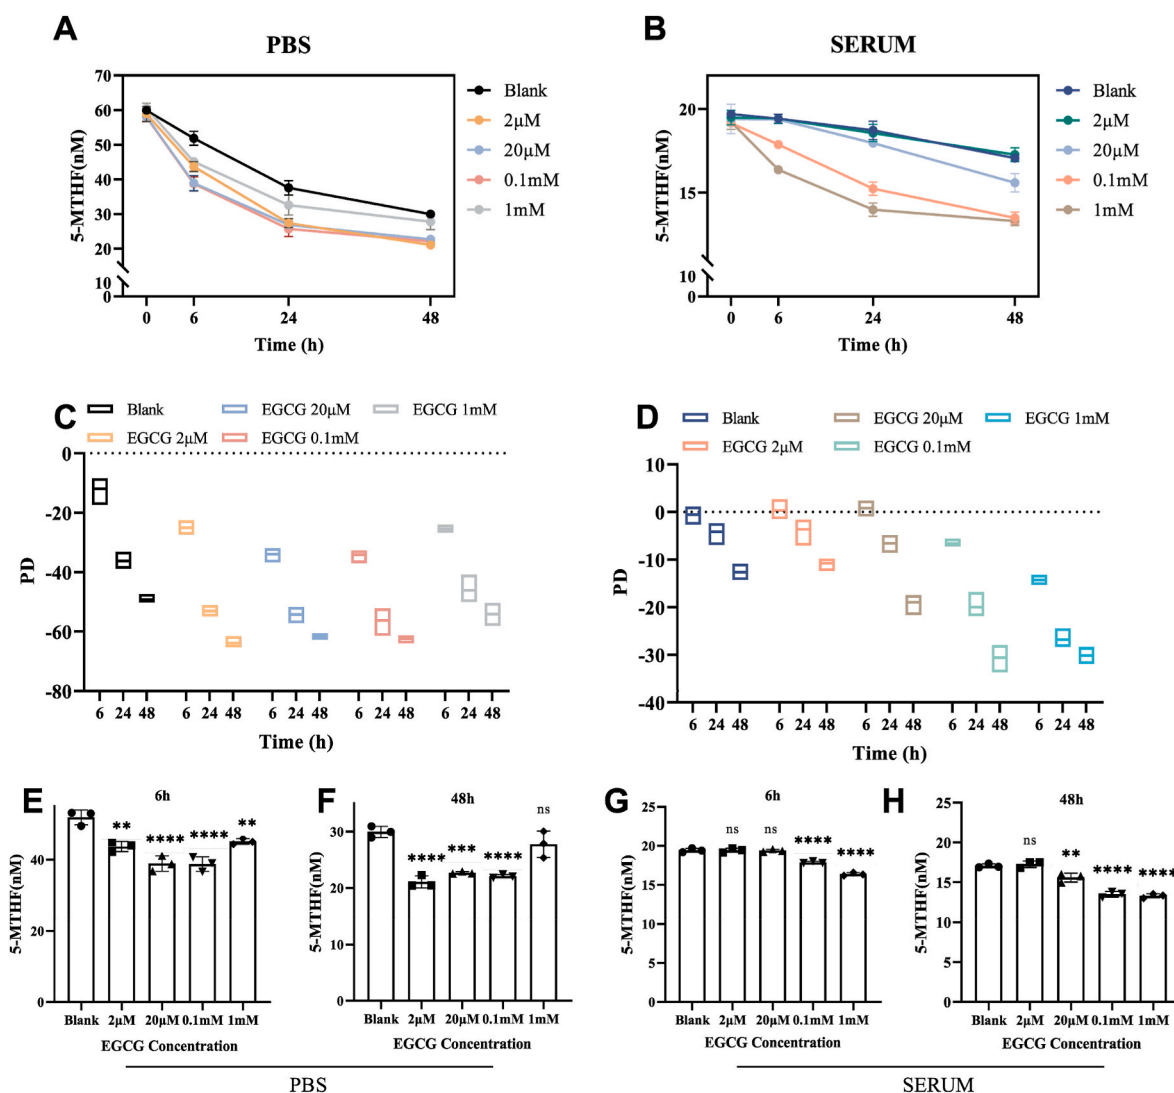 A
PBS
70
60
50
40
30
20
10
0
5-MTHF(nM)
0
6
24
48
Time (h)
Blank
2μM
20μM
0.1mM
1mM
B
SERUM
20
15
10
0
5-MTHF(nM)
0
6
24
48
Time (h)
Blank
2μM
20μM
0.1mM
1mM
C
Blank
EGCG 20μM
EGCG 1mM
EGCG 2μM
EGCG 0.1mM
0
-20
-40
-60
-80
PD
6 24 48 6 24 48 6 24 48 6 24 48 6 24 48
Time (h)
D
Blank
EGCG 20μM
EGCG 1mM
EGCG 2μM
EGCG 0.1mM
10
0
-10
-20
-30
-40
PD
6 24 48 6 24 48 6 24 48 6 24 48 6 24 48
Time (h)
E
6h
40
20
0
5-MTHF(nM)
** **** **** **
Blank 2μM 20μM 0.1mM 1mM
EGCG Concentration
F
48h
30
20
10
0
5-MTHF(nM)
**** *** **** ns
Blank 2μM 20μM 0.1mM 1mM
EGCG Concentration
PBS
G
6h
25
20
15
10
5
0
5-MTHF(nM)
ns ns **** ****
Blank 2μM 20μM 0.1mM 1mM
EGCG Concentration
H
48h
25
20
15
10
5
0
5-MTHF(nM)
ns ** **** ****
Blank 2μM 20μM 0.1mM 1mM
EGCG Concentration
SERUM